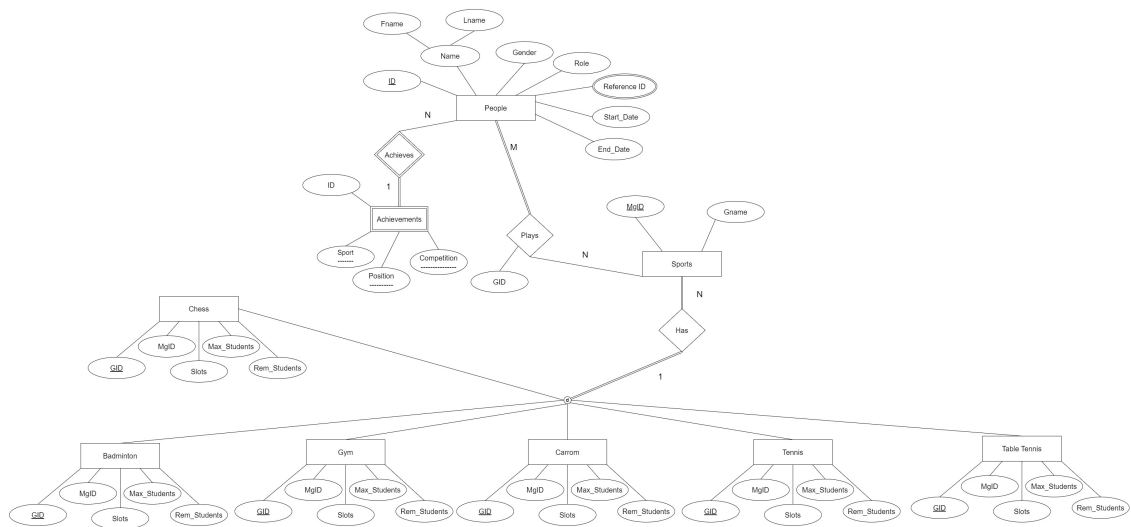 Fname
Lname
Name
Gender
Role
ID
Reference ID
People
Start_Date
N
End_Date
M
Achieves
ID
1
Achievements
MgID
Gname
Sport
-------
Competition
---------------
Position
----------
Plays
N
Sports
GID
N
Chess
Has
MgID
Max_Students
GID
Slots
Rem_Students
1
d
Badminton
Gym
Carrom
Tennis
Table Tennis
MgID
Max_Students
GID
Slots
Rem_Students
MgID
Max_Students
GID
Slots
Rem_Students
MgID
Max_Students
GID
Slots
Rem_Students
MgID
Max_Students
GID
Slots
Rem_Students
MgID
Max_Students
GID
Slots
Rem_Students